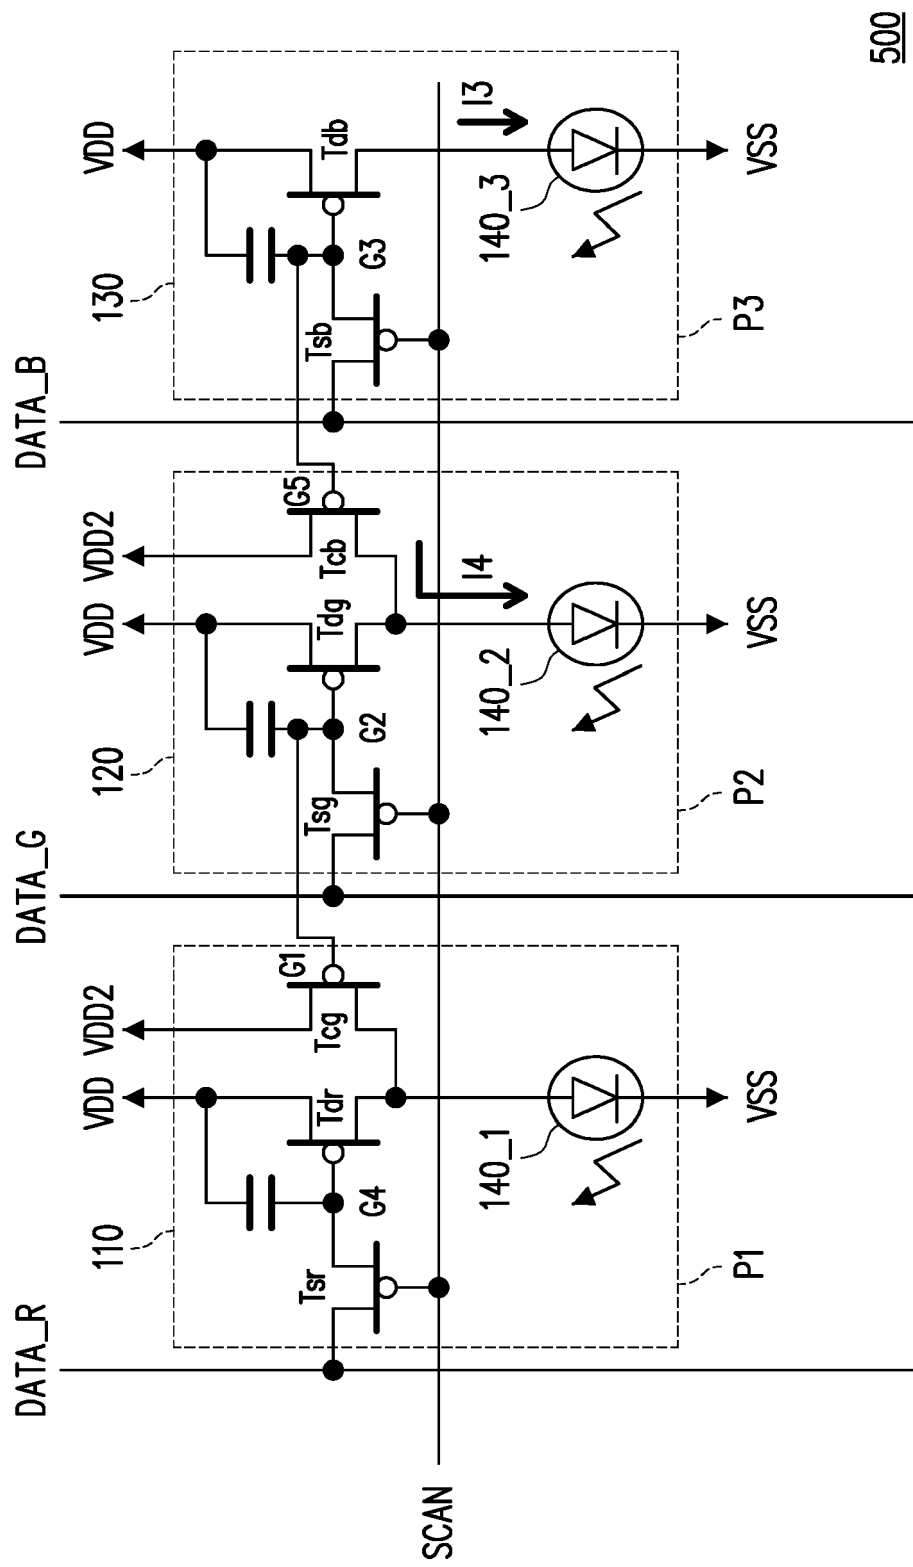 500
DATA_R
DATA_G
DATA_B
110
VDD
VDD2
120
VDD
VDD2
130
VDD
Tsr
G4
Tdr
Tcg
G1
Tsg
G2
Tdg
Tcb
G5
Tsb
G3
Tdb
SCAN
I4
I3
140_1
140_2
140_3
P1
VSS
P2
VSS
P3
VSS